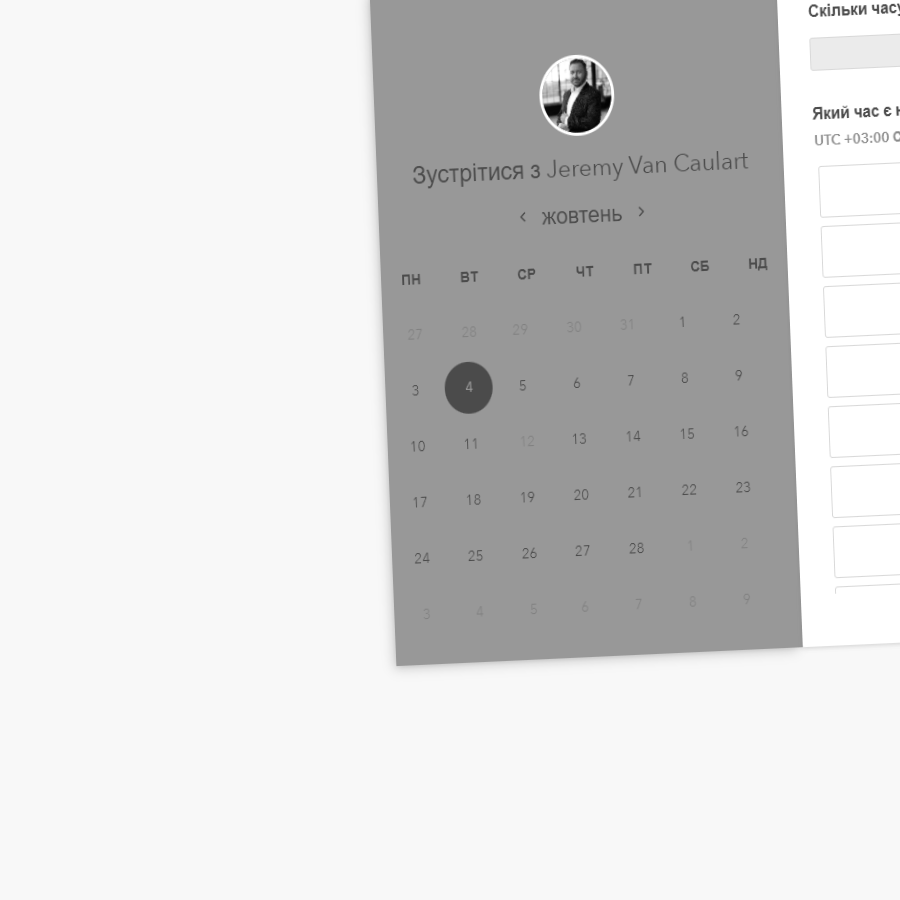 Зустрітися з Jeremy Van Caulart
‹ жовтень ›
ПН ВТ СР ЧТ ПТ СБ НД
27 28 29 30 31 1 2
3 4 5 6 7 8 9
10 11 12 13 14 15 16
17 18 19 20 21 22 23
24 25 26 27 28 1 2
3 4 5 6 7 8 9
Скільки часу
Який час є
UTC +03:00